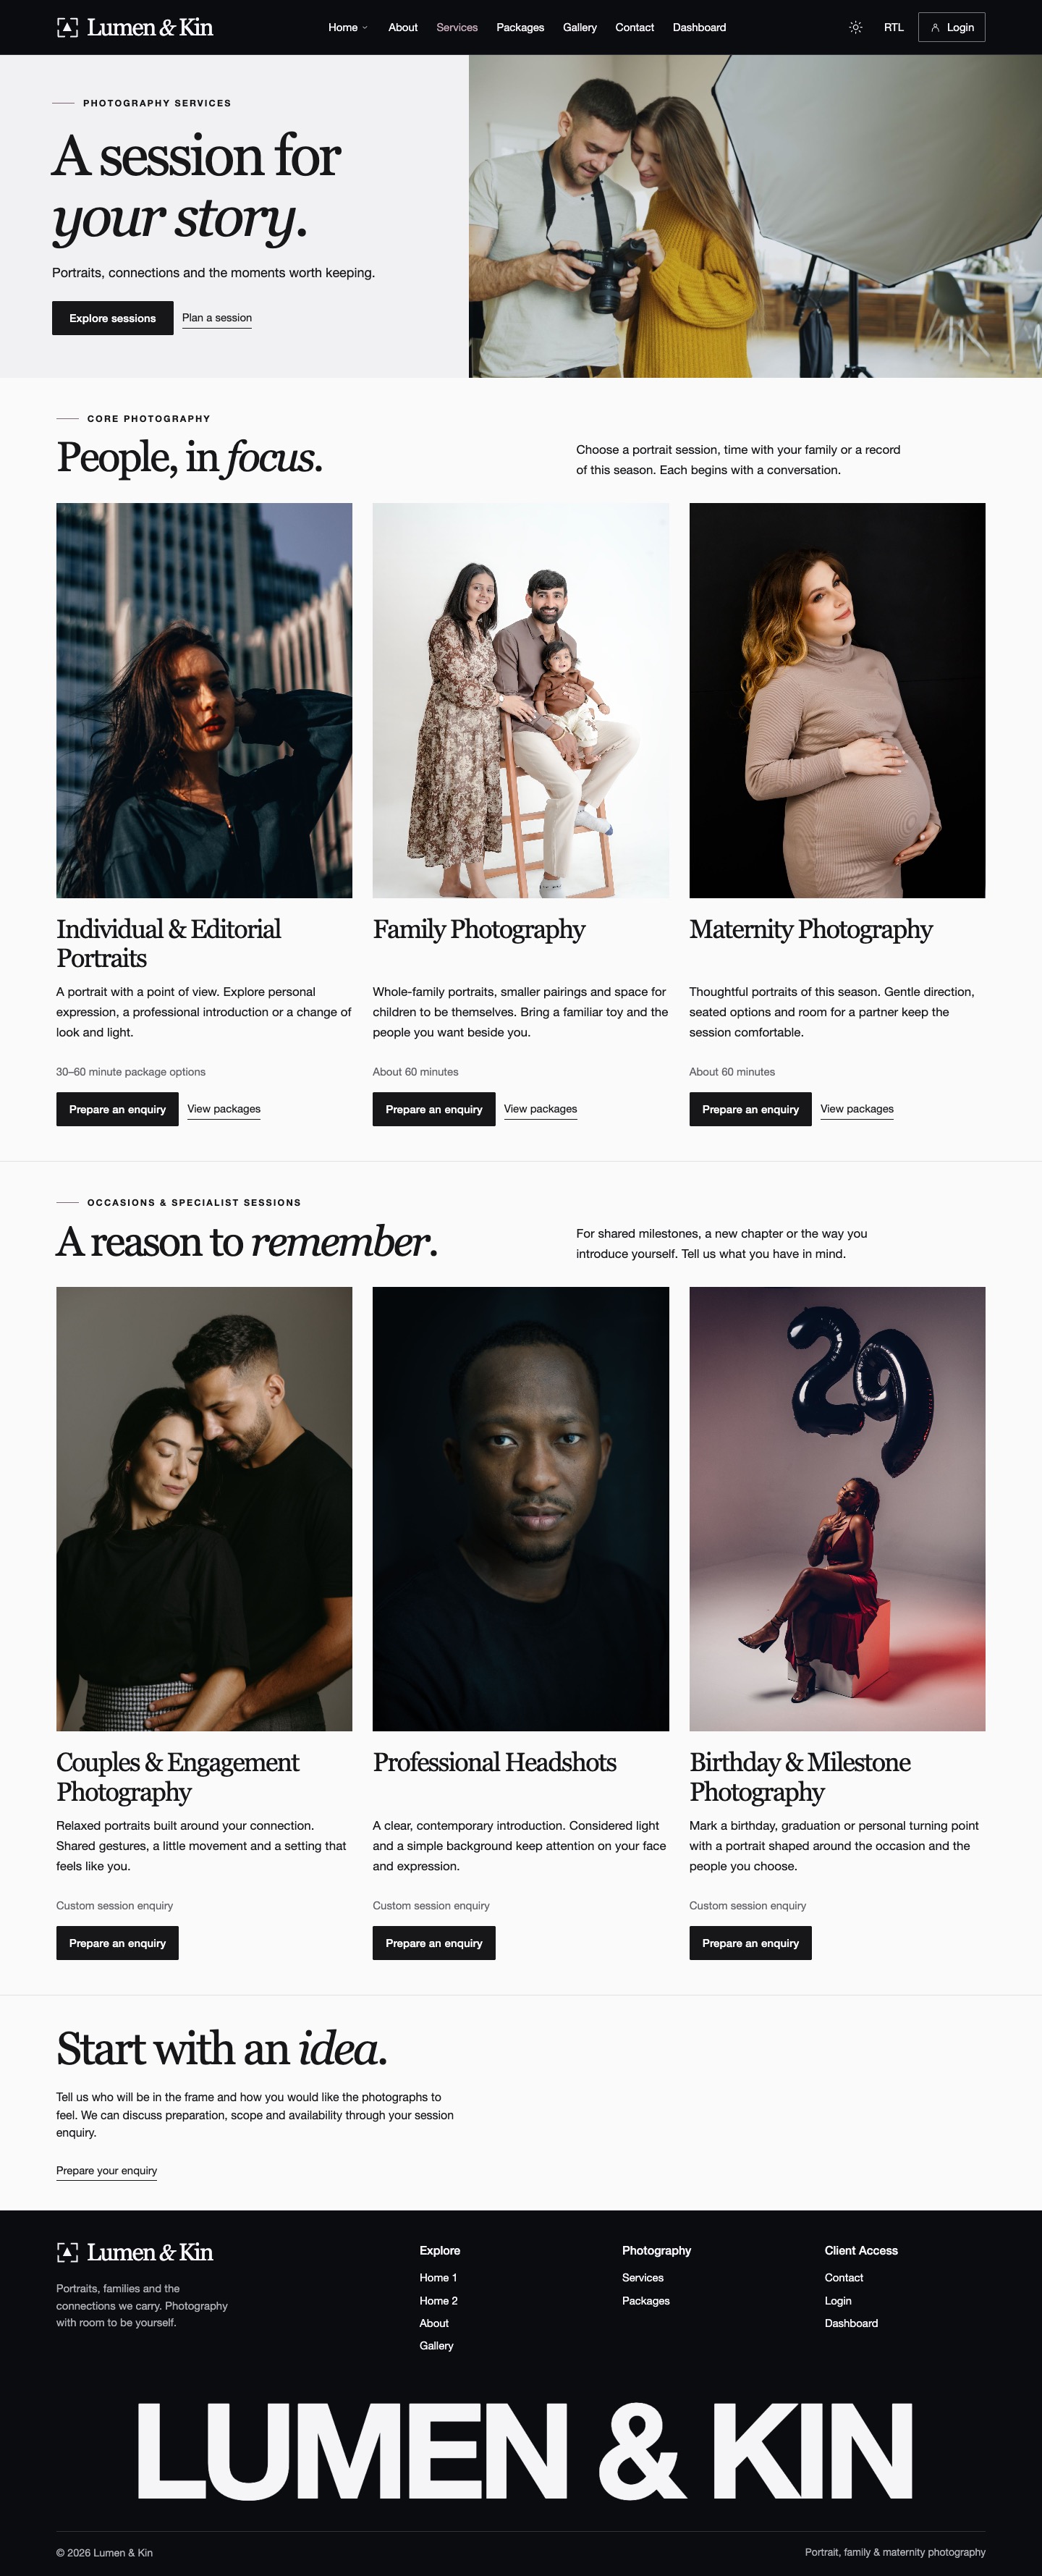 Lumen & Kin
Home
About
Services
Packages
Gallery
Contact
Dashboard
RTL
Login
PHOTOGRAPHY SERVICES
A session for
your story.
Portraits, connections and the moments worth keeping.
Explore sessions
Plan a session
CORE PHOTOGRAPHY
People, in focus.
Choose a portrait session, time with your family or a record
of this season. Each begins with a conversation.
Individual & Editorial
Portraits
A portrait with a point of view. Explore personal
expression, a professional introduction or a change of
look and light.
30–60 minute package options
Prepare an enquiry
View packages
Family Photography
Whole-family portraits, smaller pairings and space for
children to be themselves. Bring a familiar toy and the
people you want beside you.
About 60 minutes
Prepare an enquiry
View packages
Maternity Photography
Thoughtful portraits of this season. Gentle direction,
seated options and room for a partner keep the
session comfortable.
About 60 minutes
Prepare an enquiry
View packages
OCCASIONS & SPECIALIST SESSIONS
A reason to remember.
For shared milestones, a new chapter or the way you
introduce yourself. Tell us what you have in mind.
29
Couples & Engagement
Photography
Relaxed portraits built around your connection.
Shared gestures, a little movement and a setting that
feels like you.
Custom session enquiry
Prepare an enquiry
Professional Headshots
A clear, contemporary introduction. Considered light
and a simple background keep attention on your face
and expression.
Custom session enquiry
Prepare an enquiry
Birthday & Milestone
Photography
Mark a birthday, graduation or personal turning point
with a portrait shaped around the occasion and the
people you choose.
Custom session enquiry
Prepare an enquiry
Start with an idea.
Tell us who will be in the frame and how you would like the photographs to
feel. We can discuss preparation, scope and availability through your session
enquiry.
Prepare your enquiry
Lumen & Kin
Portraits, families and the
connections we carry. Photography
with room to be yourself.
Explore
Home 1
Home 2
About
Gallery
Photography
Services
Packages
Client Access
Contact
Login
Dashboard
LUMEN & KIN
© 2026 Lumen & Kin
Portrait, family & maternity photography